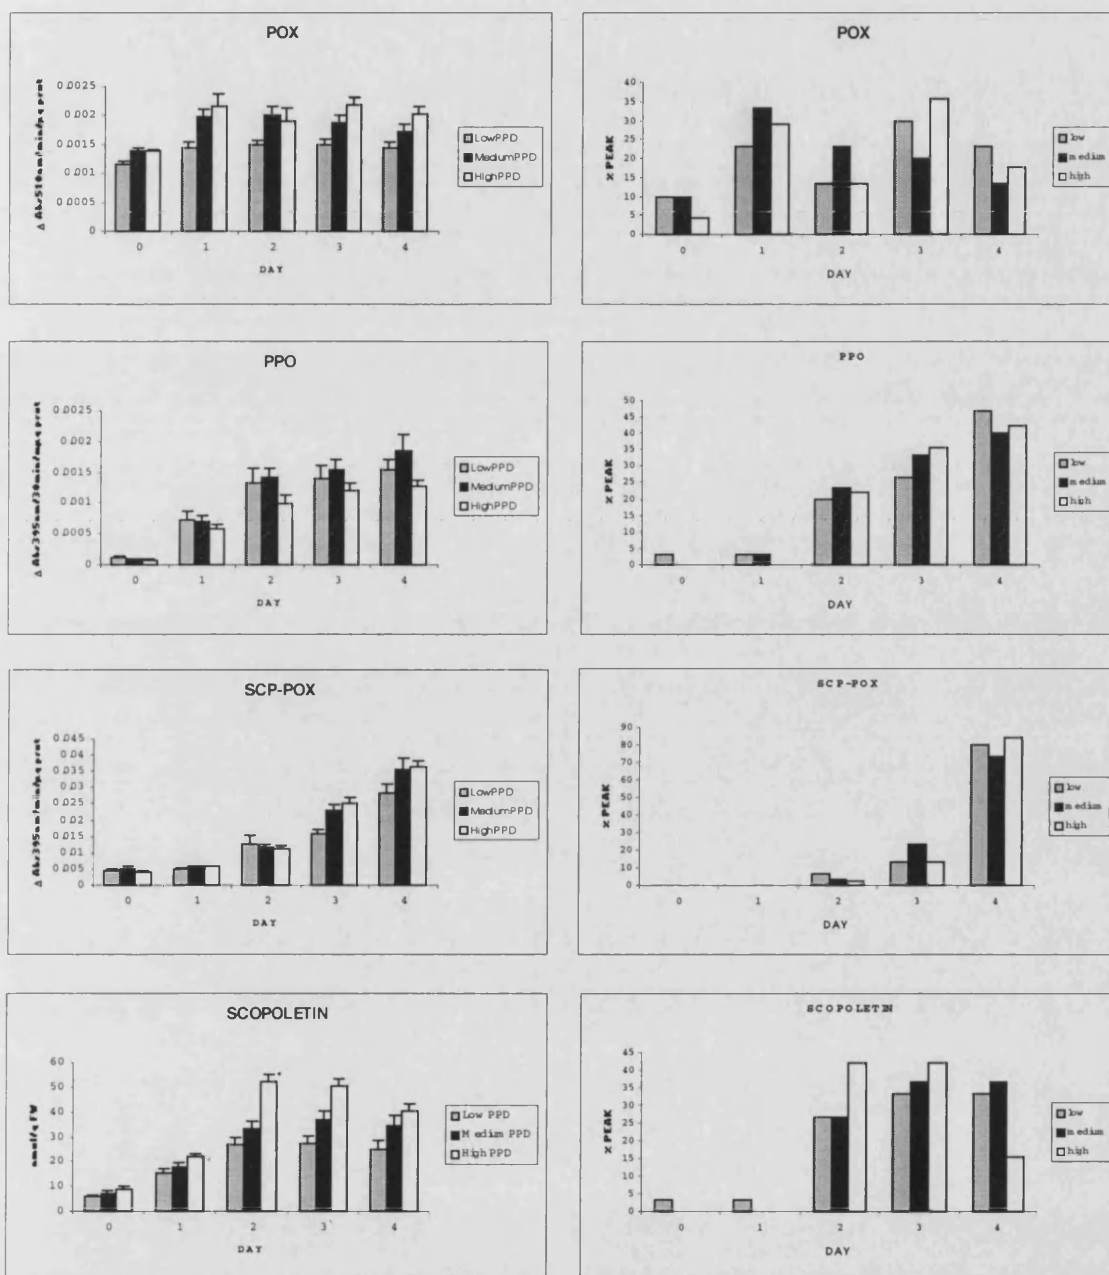 POX
0.0025
0.002
0.0015
0.001
0.0005
0
0 1 2 3 4
DAY
LowPPD
MediumPPD
HighPPD
POX
% PEAK
40
35
30
25
20
15
10
5
0
0 1 2 3 4
DAY
low
medium
high
PPO
0.0025
0.002
0.0015
0.001
0.0005
0
0 1 2 3 4
DAY
LowPPD
MediumPPD
HighPPD
PPO
% PEAK
50
45
40
35
30
25
20
15
10
5
0
0 1 2 3 4
DAY
low
medium
high
SCP-POX
0.045
0.04
0.035
0.03
0.025
0.02
0.015
0.01
0.005
0
0 1 2 3 4
DAY
LowPPD
MediumPPD
HighPPD
SCP-POX
% PEAK
90
80
70
60
50
40
30
20
10
0
0 1 2 3 4
DAY
low
medium
high
SCOPOLETIN
nmol/g FW
60
50
40
30
20
10
0
0 1 2 3 4
DAY
Low PPD
Medium PPD
High PPD
SCOPOLETIN
% PEAK
45
40
35
30
25
20
15
10
5
0
0 1 2 3 4
DAY
low
medium
high